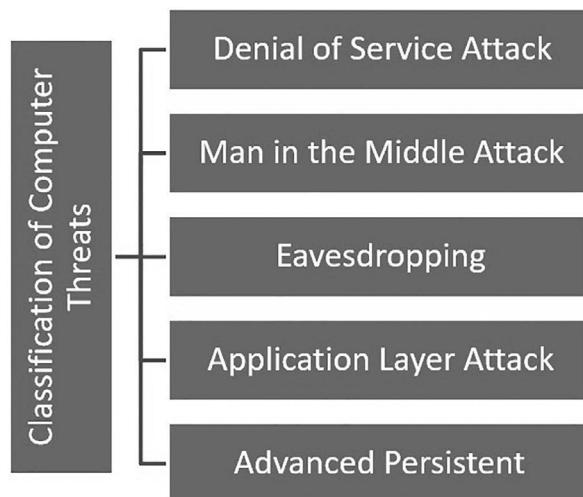 Classification of Computer
Threats
Denial of Service Attack
Man in the Middle Attack
Eavesdropping
Application Layer Attack
Advanced Persistent